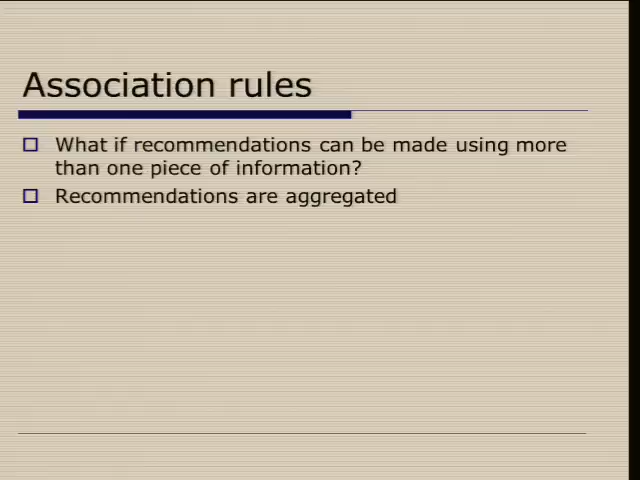 Association rules
What if recommendations can be made using more
than one piece of information?
Recommendations are aggregated